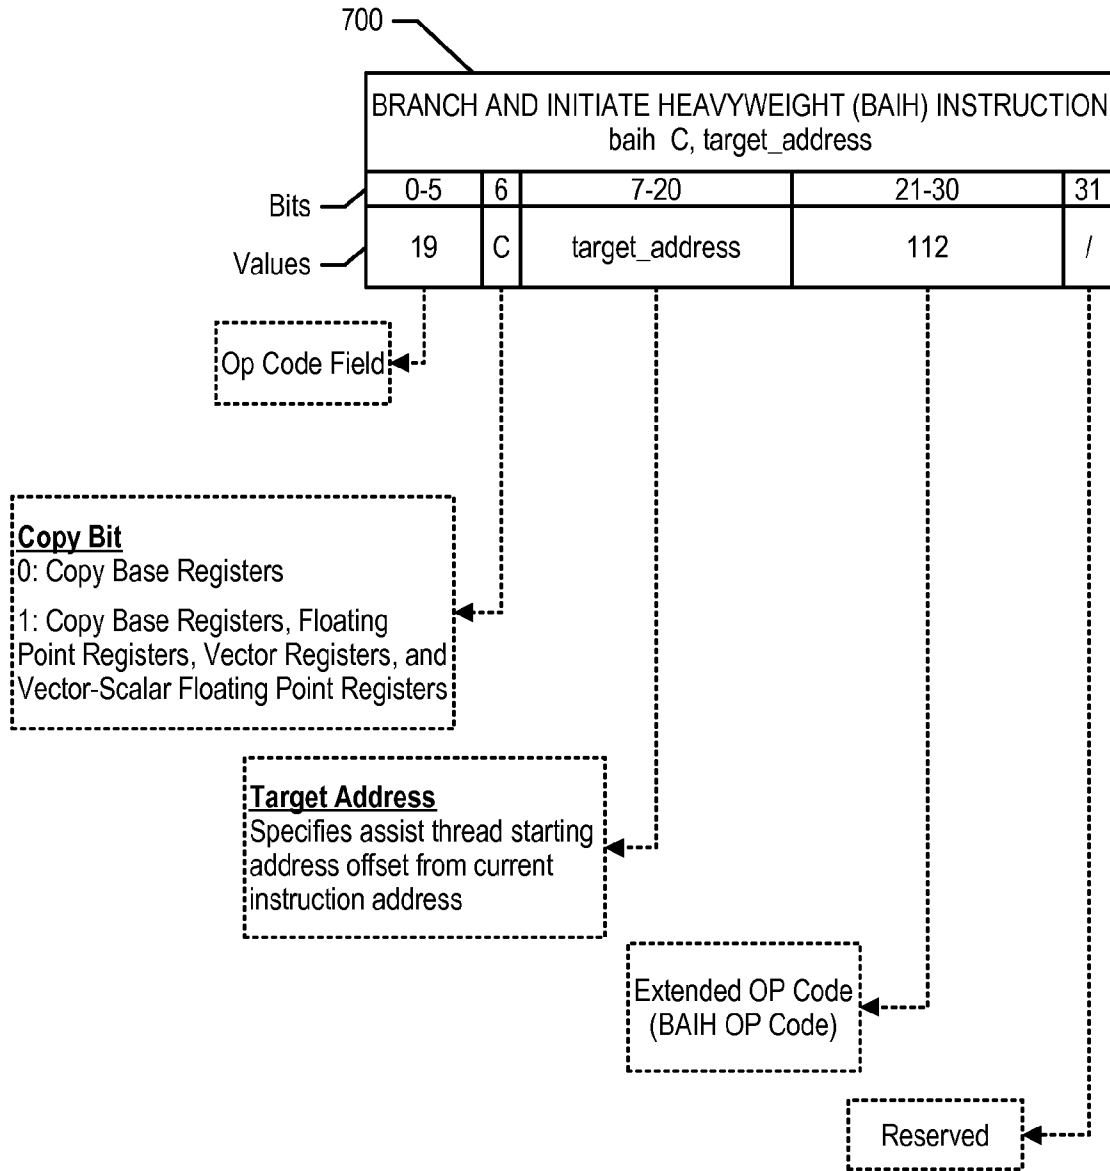 700
BRANCH AND INITIATE HEAVYWEIGHT (BAIH) INSTRUCTION
baih C, target_address
Bits 0-5 6 7-20 21-30 31
Values 19 C target_address 112 /
Op Code Field
Copy Bit
0: Copy Base Registers
1: Copy Base Registers, Floating
Point Registers, Vector Registers, and
Vector-Scalar Floating Point Registers
Target Address
Specifies assist thread starting
address offset from current
instruction address
Extended OP Code
(BAIH OP Code)
Reserved